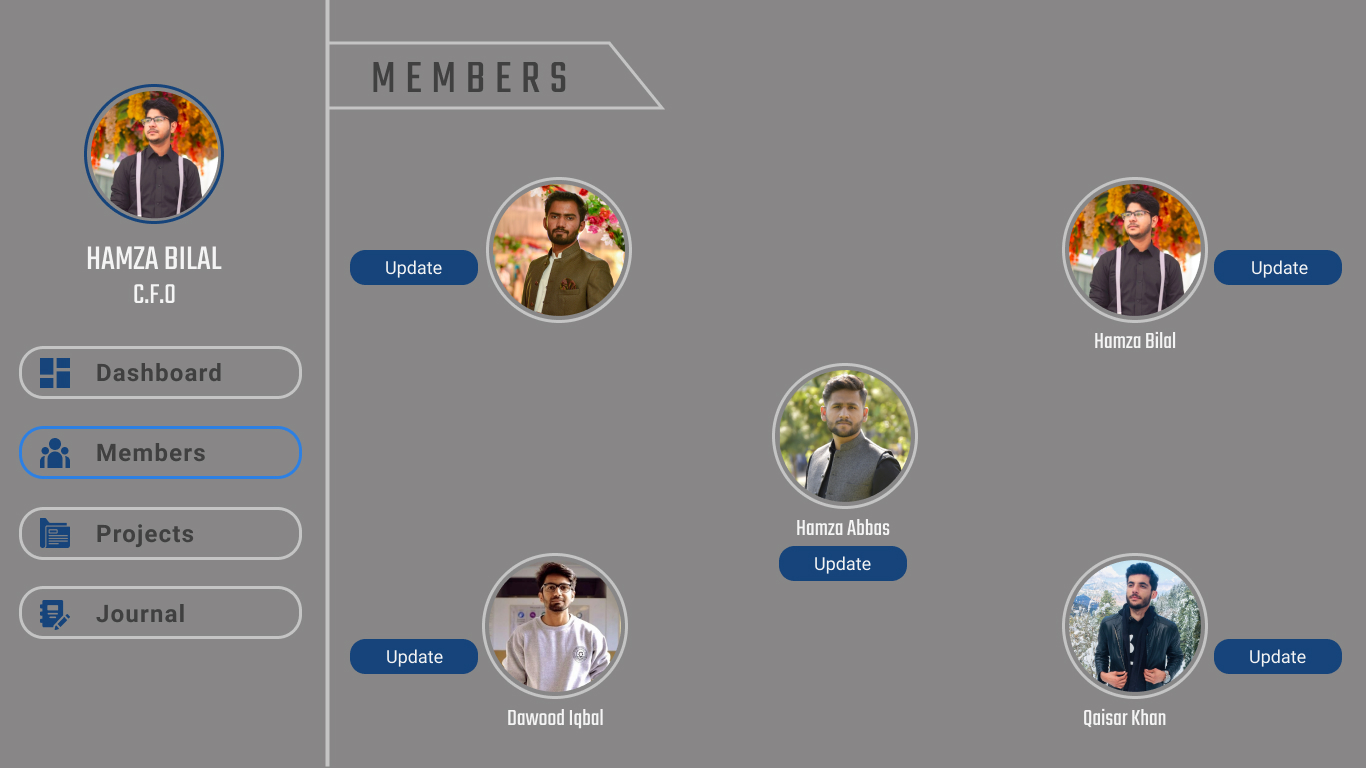 MEMBERS
HAMZA BILAL
C.F.O
Dashboard
Members
Projects
Journal
Update
Update
Hamza Bilal
Hamza Abbas
Update
Update
Dawood Iqbal
Update
Qaisar Khan